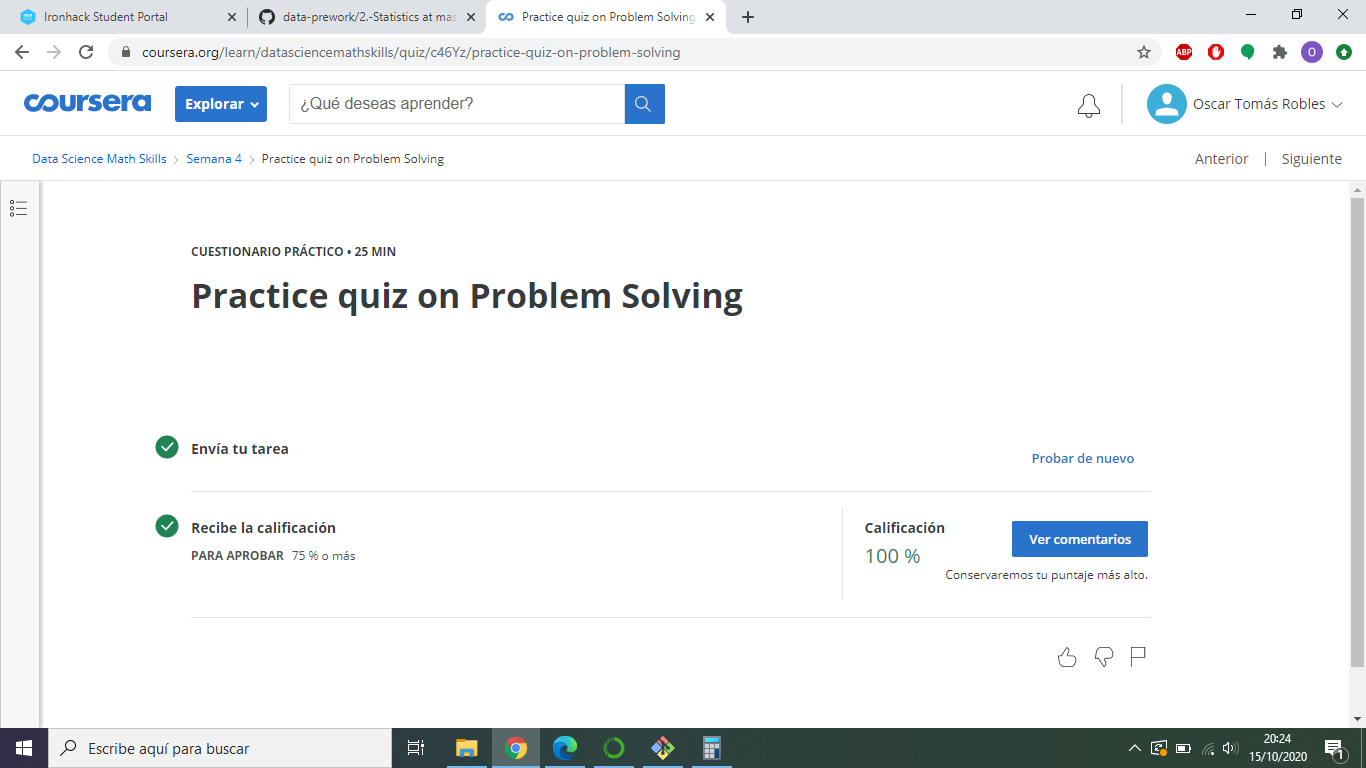 Ironhack Student Portal
data-prework/2.-Statistics at mas
Practice quiz on Problem Solving
coursera.org/learn/datasciencemathskills/quiz/c46Yz/practice-quiz-on-problem-solving
ABP
O
coursera
Explorar
¿Qué deseas aprender?
Oscar Tomás Robles
Data Science Math Skills > Semana 4 > Practice quiz on Problem Solving
Anterior | Siguiente
CUESTIONARIO PRÁCTICO • 25 MIN
Practice quiz on Problem Solving
Envía tu tarea
Probar de nuevo
Recibe la calificación
PARA APROBAR 75 % o más
Calificación
100 %
Ver comentarios
Conservaremos tu puntaje más alto.
Escribe aquí para buscar
20:24
15/10/2020
1